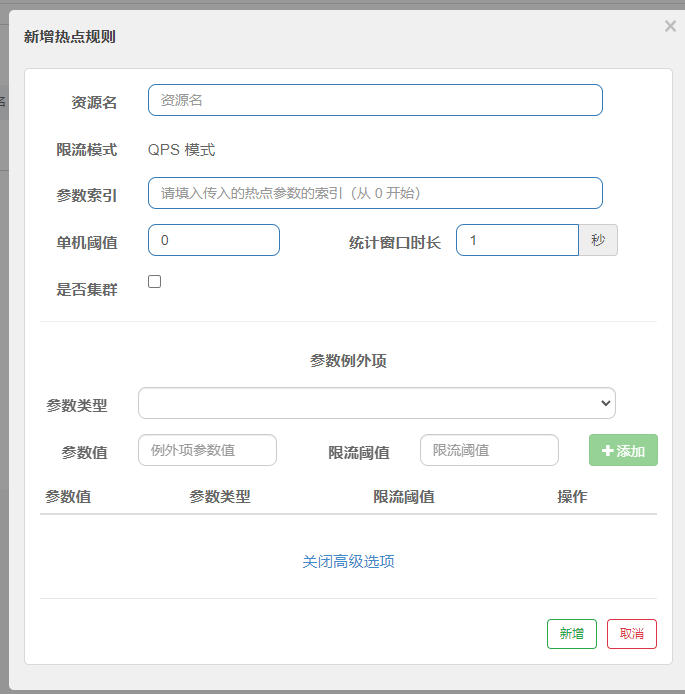 新增热点规则
×
名
资源名 资源名
限流模式 QPS 模式
参数索引 请填入传入的热点参数的索引（从 0 开始）
单机阈值 0 统计窗口时长 1 秒
是否集群
参数例外项
参数类型
参数值 例外项参数值 限流阈值 限流阈值 添加
参数值 参数类型 限流阈值 操作
关闭高级选项
新增 取消